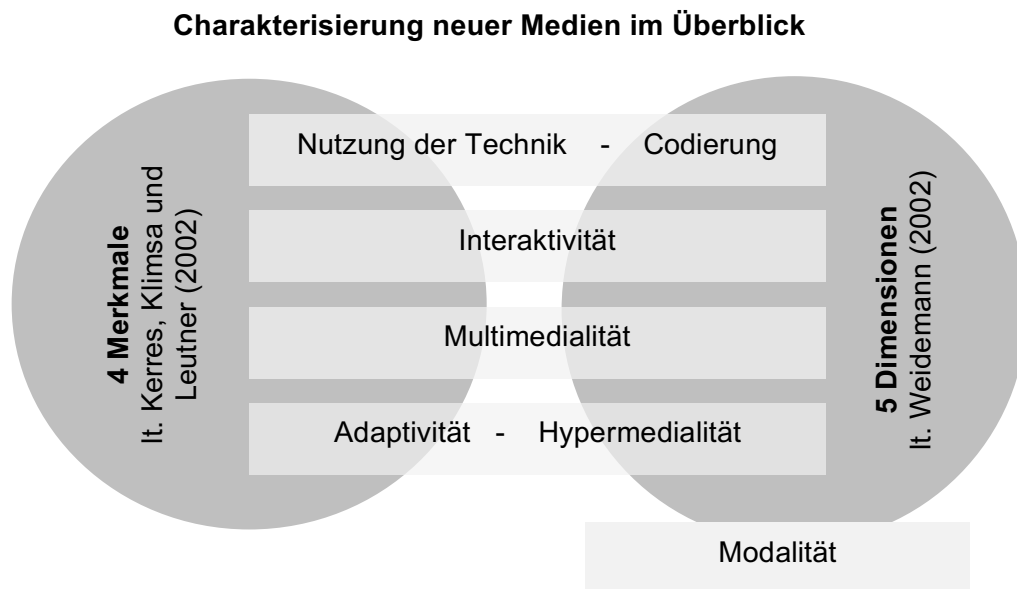 Charakterisierung neuer Medien im Überblick
4 Merkmale
lt. Kerres, Klimsa und
Leutner (2002)
Nutzung der Technik - Codierung
Interaktivität
Multimedialität
Adaptivität - Hypermedialität
5 Dimensionen
lt. Weidemann (2002)
Modalität